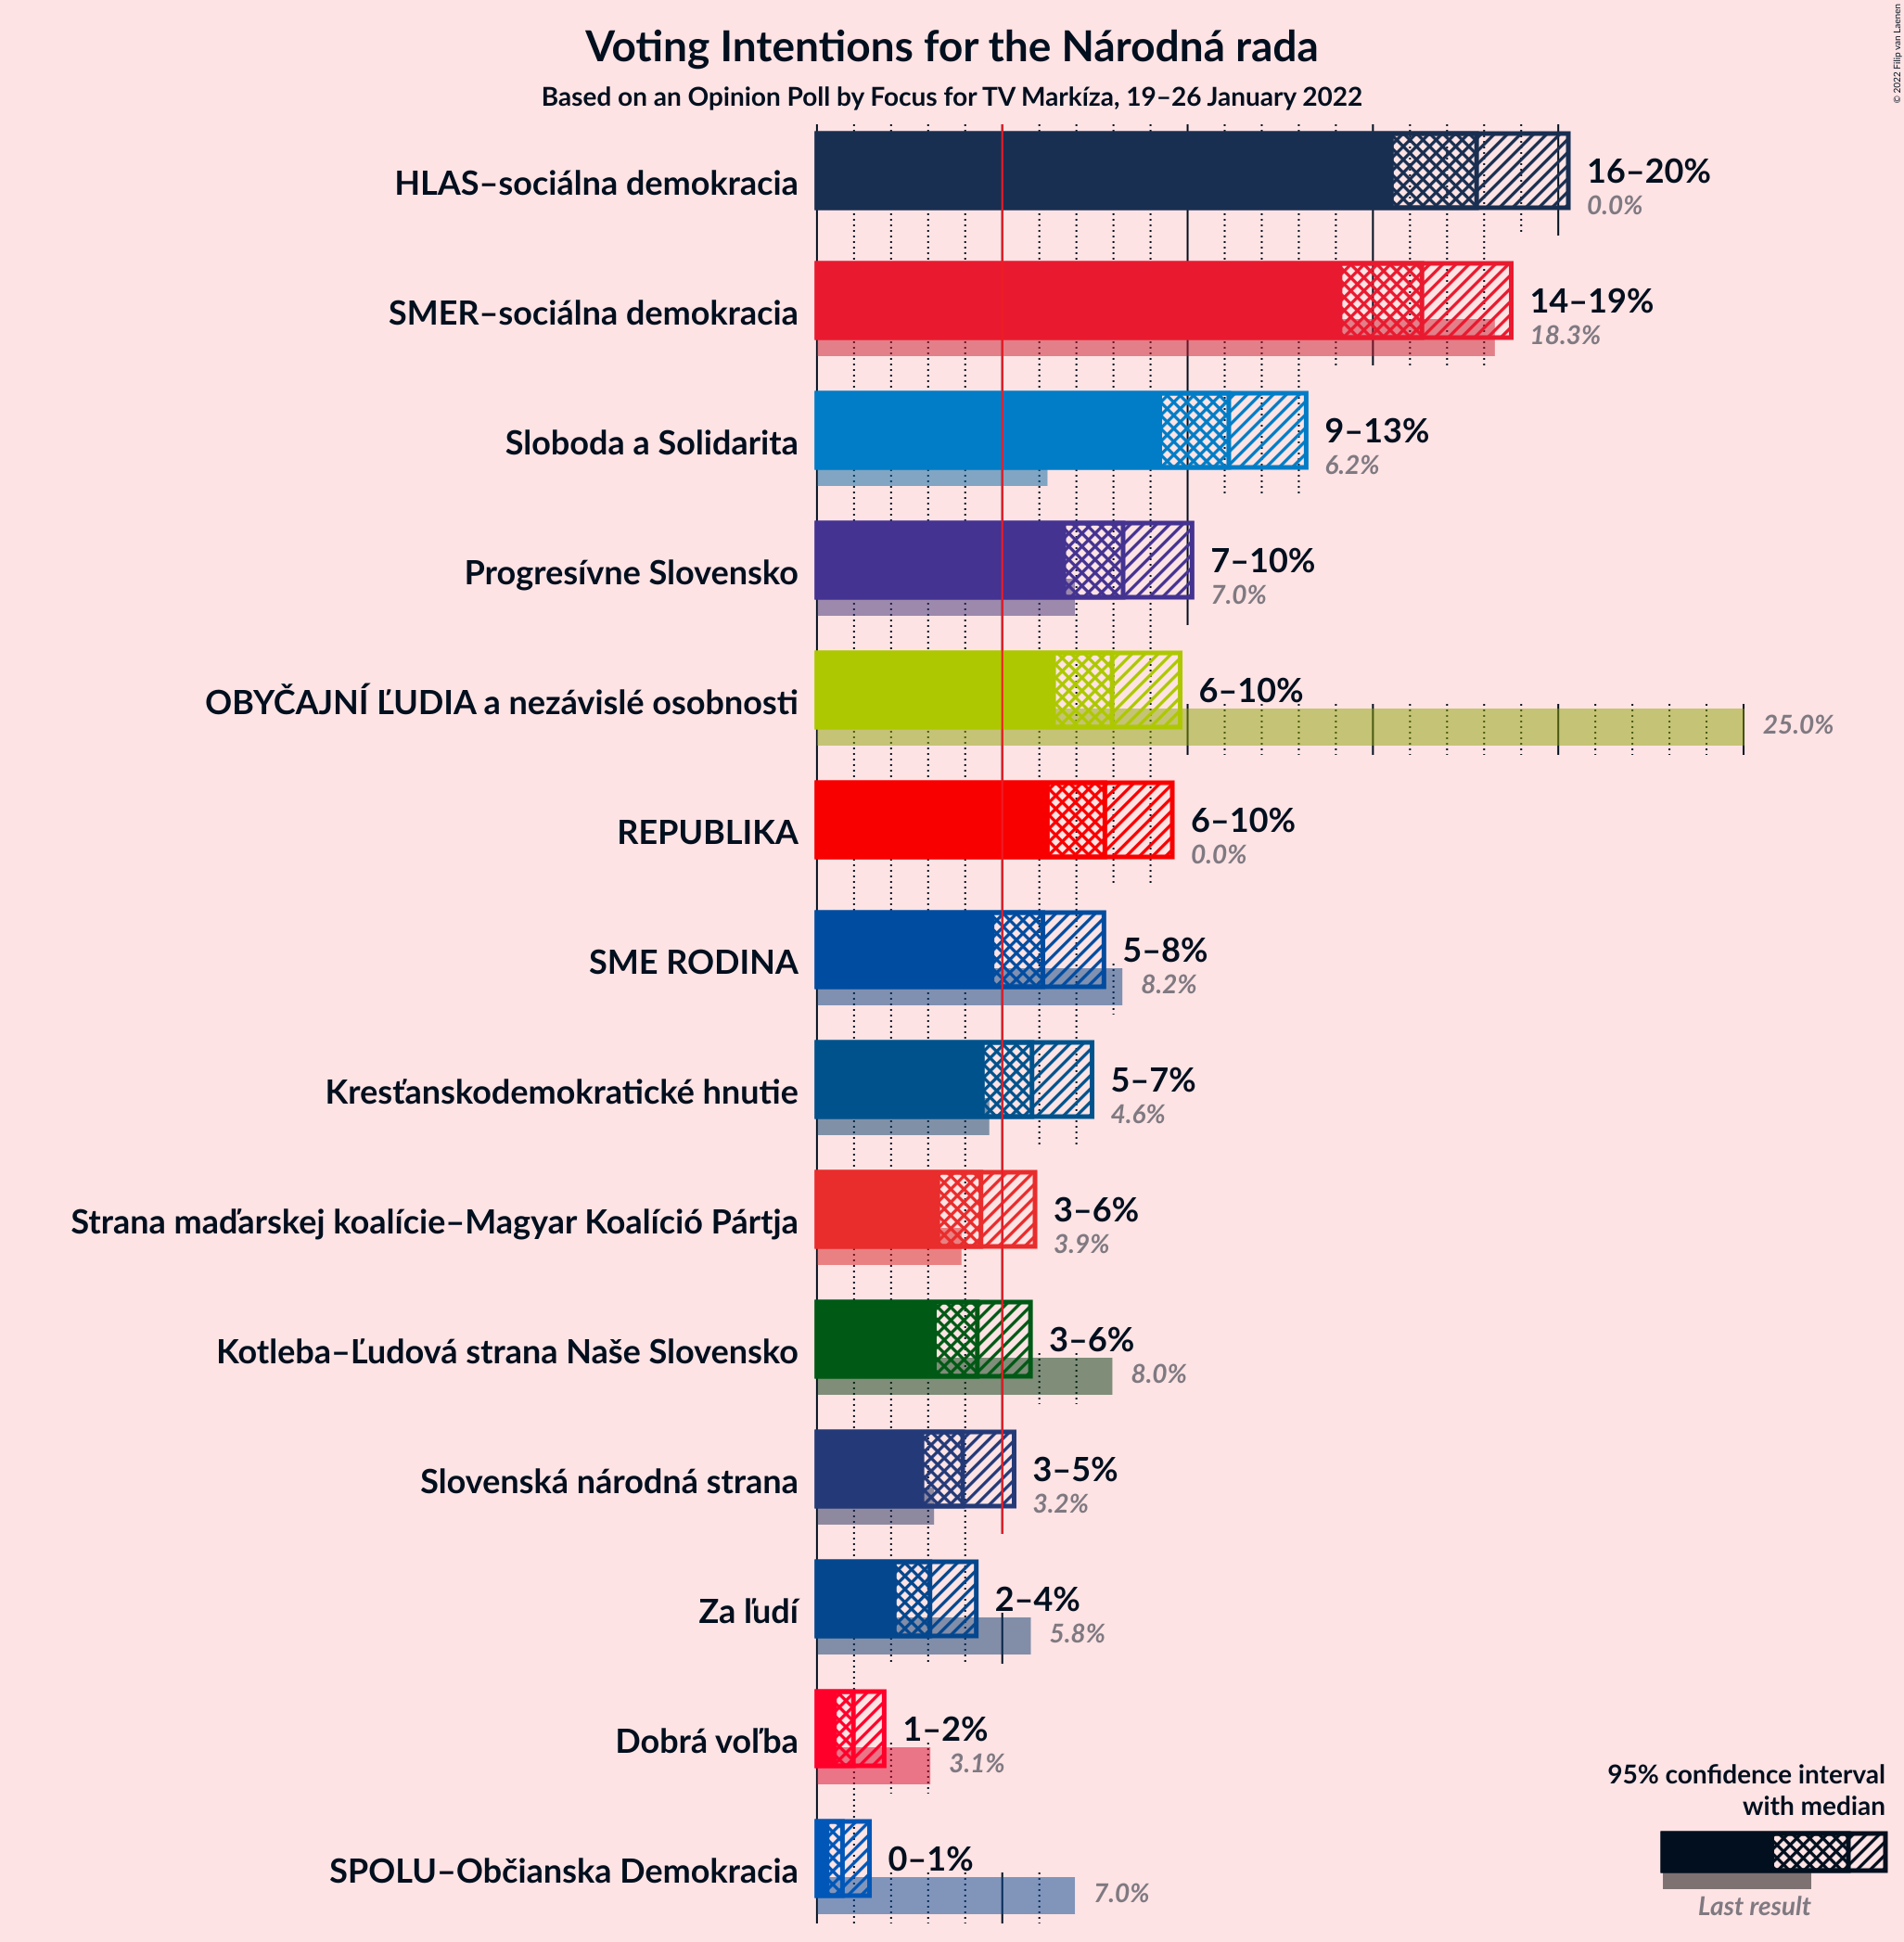 Voting Intentions for the Národná rada
Based on an Opinion Poll by Focus for TV Markíza, 19–26 January 2022
© 2022 Filip van Laenen
HLAS–sociálna demokracia
16–20%
0.0%
SMER–sociálna demokracia
14–19%
18.3%
Sloboda a Solidarita
9–13%
6.2%
Progresívne Slovensko
7–10%
7.0%
OBYČAJNÍ ĽUDIA a nezávislé osobnosti
6–10%
25.0%
REPUBLIKA
6–10%
0.0%
SME RODINA
5–8%
8.2%
Kresťanskodemokratické hnutie
5–7%
4.6%
Strana maďarskej koalície–Magyar Koalíció Pártja
3–6%
3.9%
Kotleba–Ľudová strana Naše Slovensko
3–6%
8.0%
Slovenská národná strana
3–5%
3.2%
Za ľudí
2–4%
5.8%
Dobrá voľba
1–2%
3.1%
SPOLU–Občianska Demokracia
0–1%
7.0%
95% confidence interval
with median
Last result